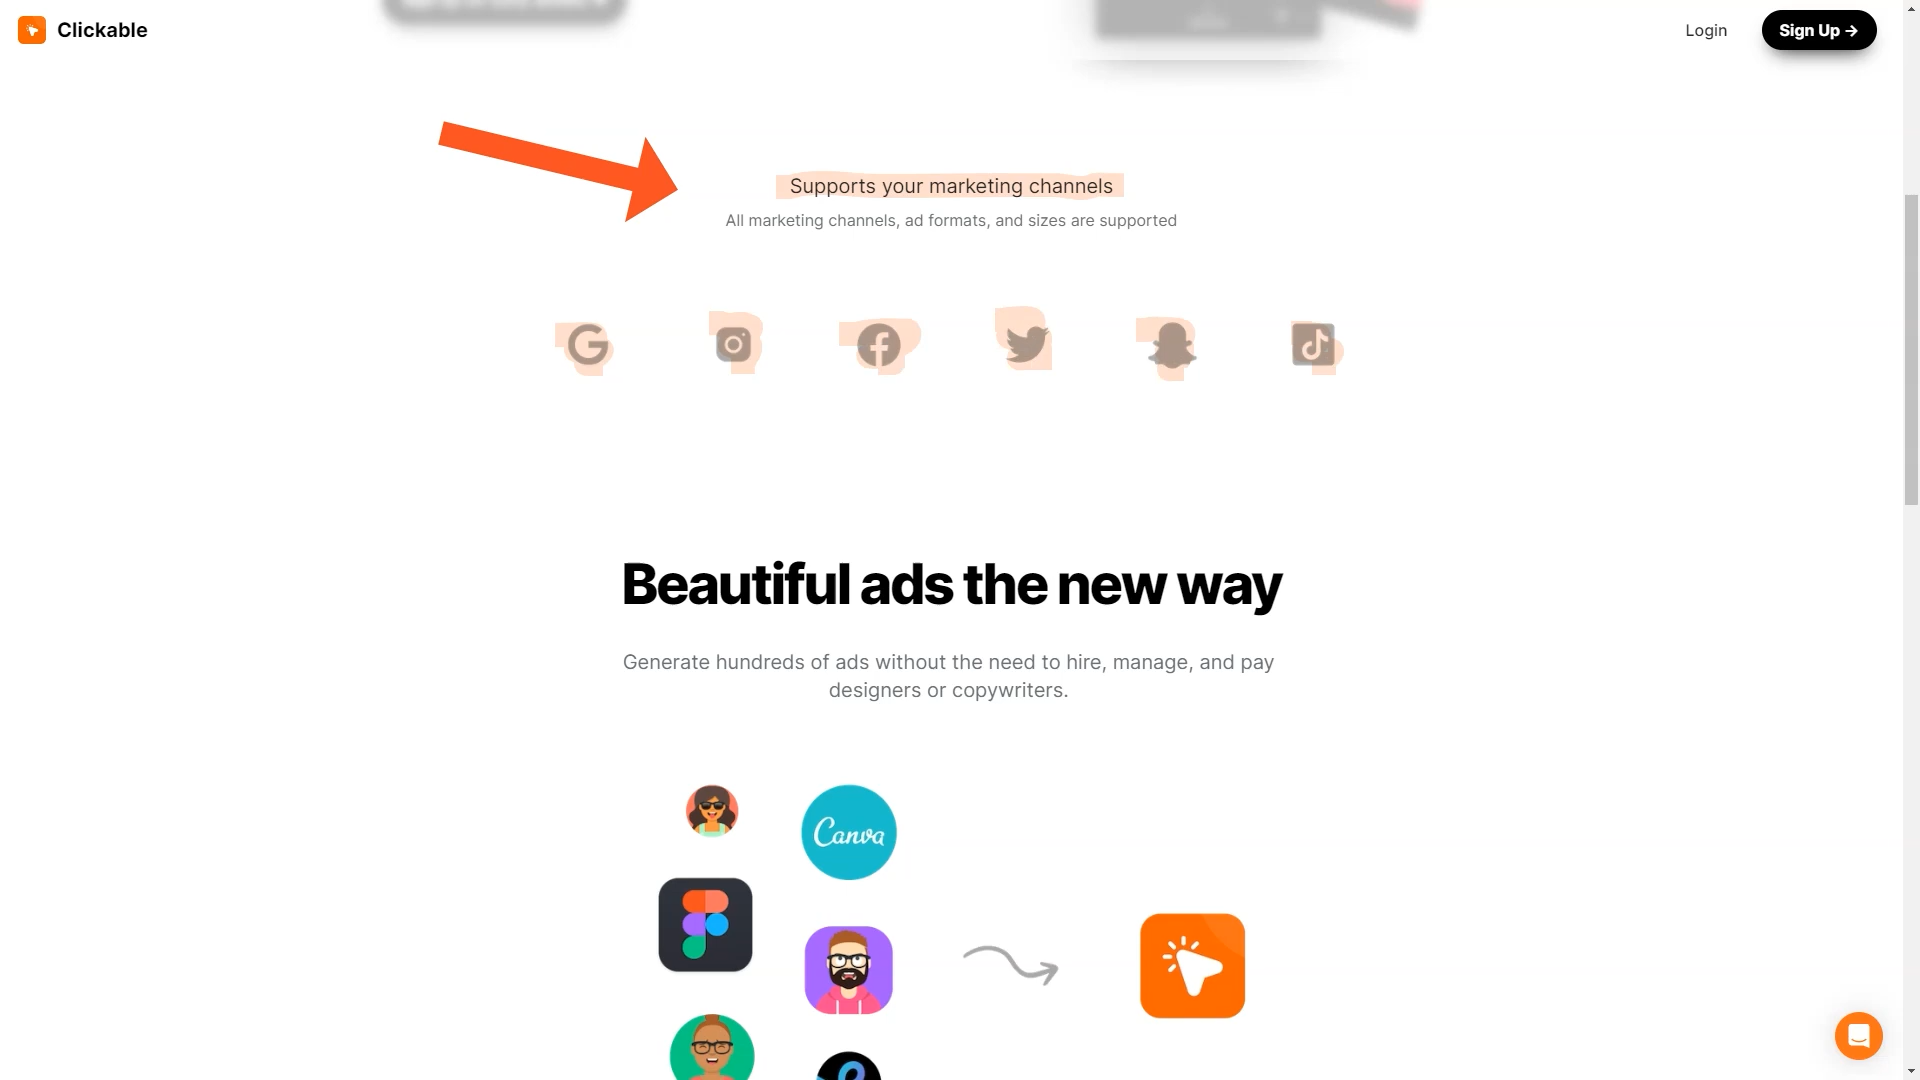 Clickable
Login
Sign Up →
Supports your marketing channels
All marketing channels, ad formats, and sizes are supported
Beautiful ads the new way
Generate hundreds of ads without the need to hire, manage, and pay
designers or copywriters.
Canva